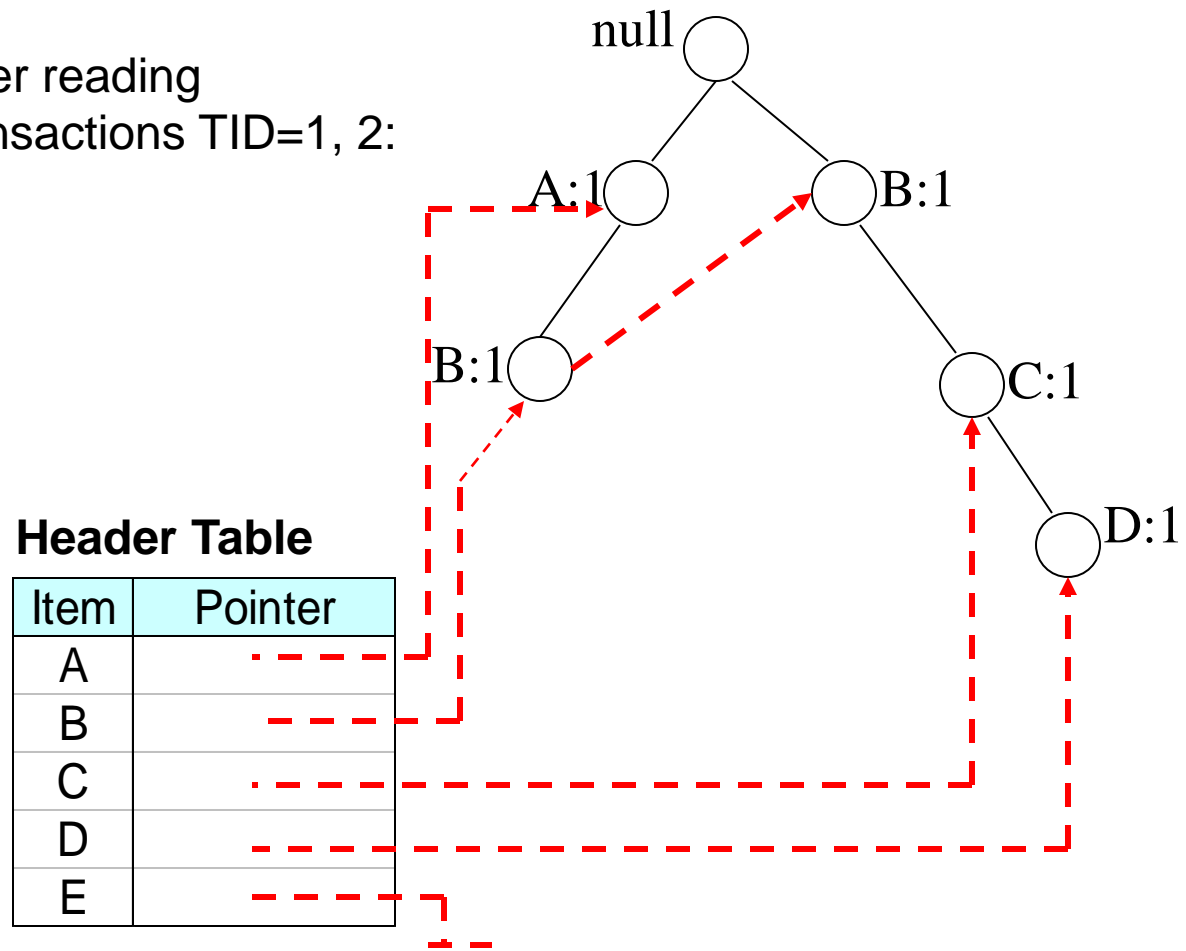 null
er reading
nsactions TID=1, 2:
A:1
B:1
B:1
C:1
D:1
Header Table
Item Pointer
A
B
C
D
E